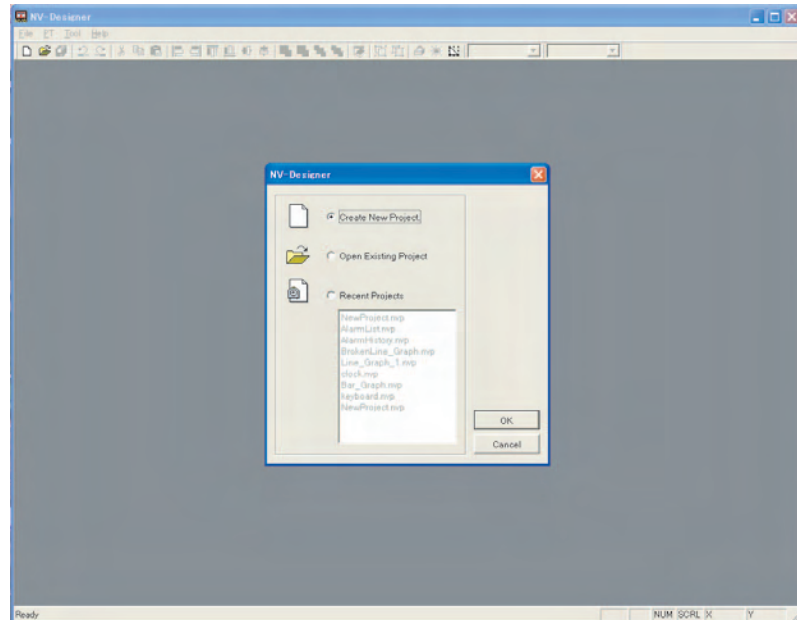 NV-Designer
File PT Tool Help
NV-Designer
Create New Project
Open Existing Project
Recent Projects
NewProject.nvp
AlarmList.nvp
AlarmHistory.nvp
BrokenLine_Graph.nvp
Line_Graph_1.nvp
clock.nvp
Bar_Graph.nvp
keyboard.nvp
NewProject.nvp
OK
Cancel
Ready NUM SCRL X Y